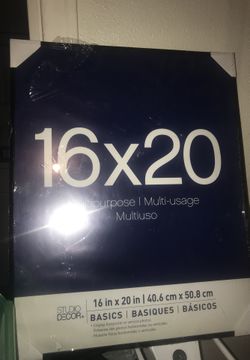 16x20
Multipurpose | Multi-usage
Multiuso
STUDIO
DECOR
16 in x 20 in | 40.6 cm x 50.8 cm
BASICS | BASIQUES | BÁSICOS